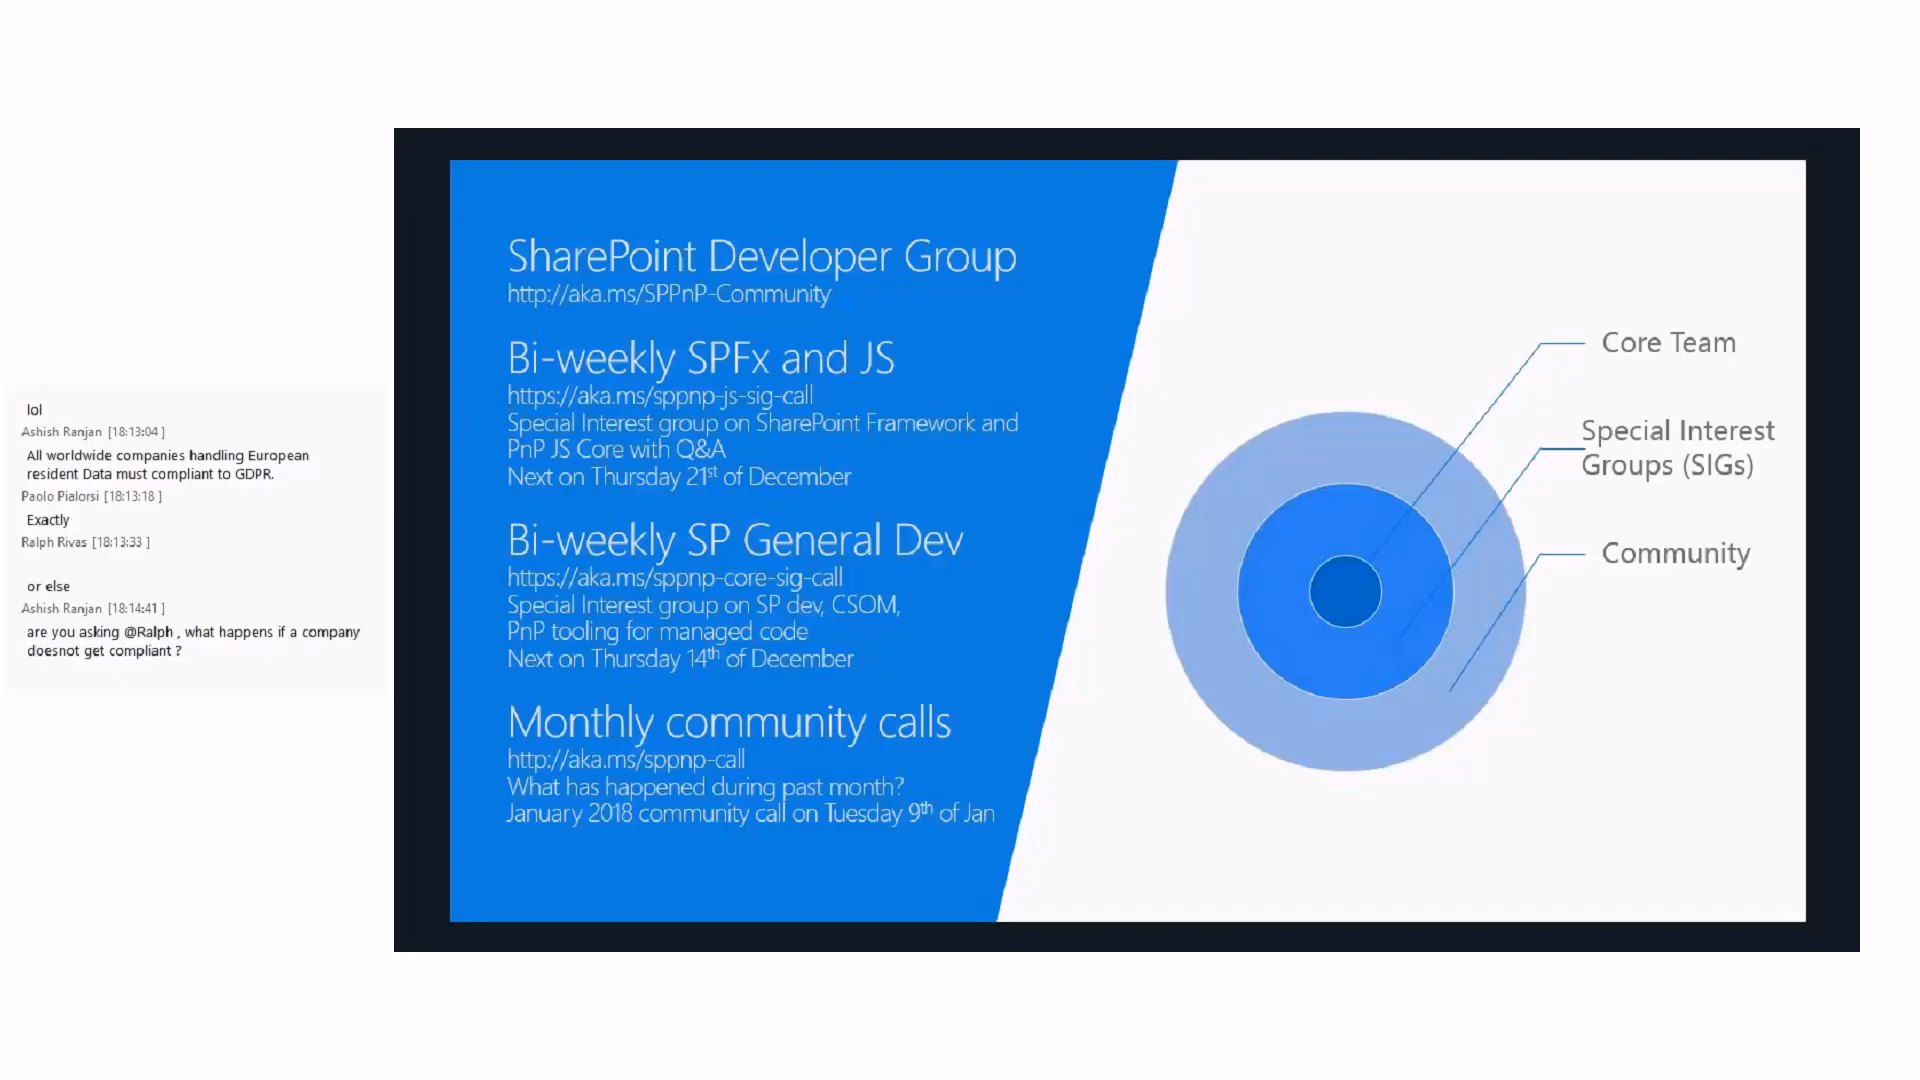 lol
Ashish Ranjan [18:13:04 ]
All worldwide companies handling European
resident Data must compliant to GDPR.
Paolo Pialorsi [18:13:18 ]
Exactly
Ralph Rivas [18:13:33 ]
or else
Ashish Ranjan [18:14:41 ]
are you asking @Ralph , what happens if a company
doesnot get compliant ?
SharePoint Developer Group
http://aka.ms/SPPnP-Community
Bi-weekly SPFx and JS
https://aka.ms/sppnp-js-sig-call
Special Interest group on SharePoint Framework and
PnP JS Core with Q&A
Next on Thursday 21st of December
Bi-weekly SP General Dev
https://aka.ms/sppnp-core-sig-call
Special Interest group on SP dev, CSOM,
PnP tooling for managed code
Next on Thursday 14th of December
Monthly community calls
http://aka.ms/sppnp-call
What has happened during past month?
January 2018 community call on Tuesday 9th of Jan
Core Team
Special Interest
Groups (SIGs)
Community